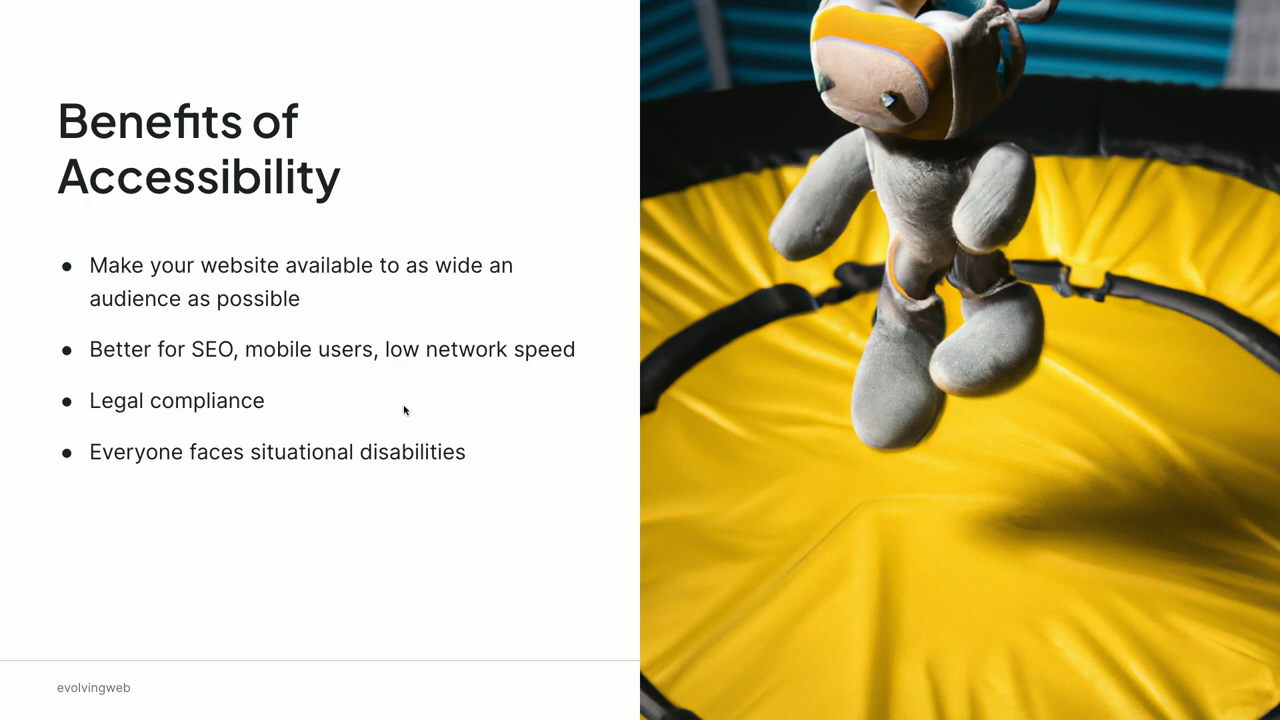 Benefits of
Accessibility
● Make your website available to as wide an
audience as possible
● Better for SEO, mobile users, low network speed
● Legal compliance
● Everyone faces situational disabilities
evolvingweb